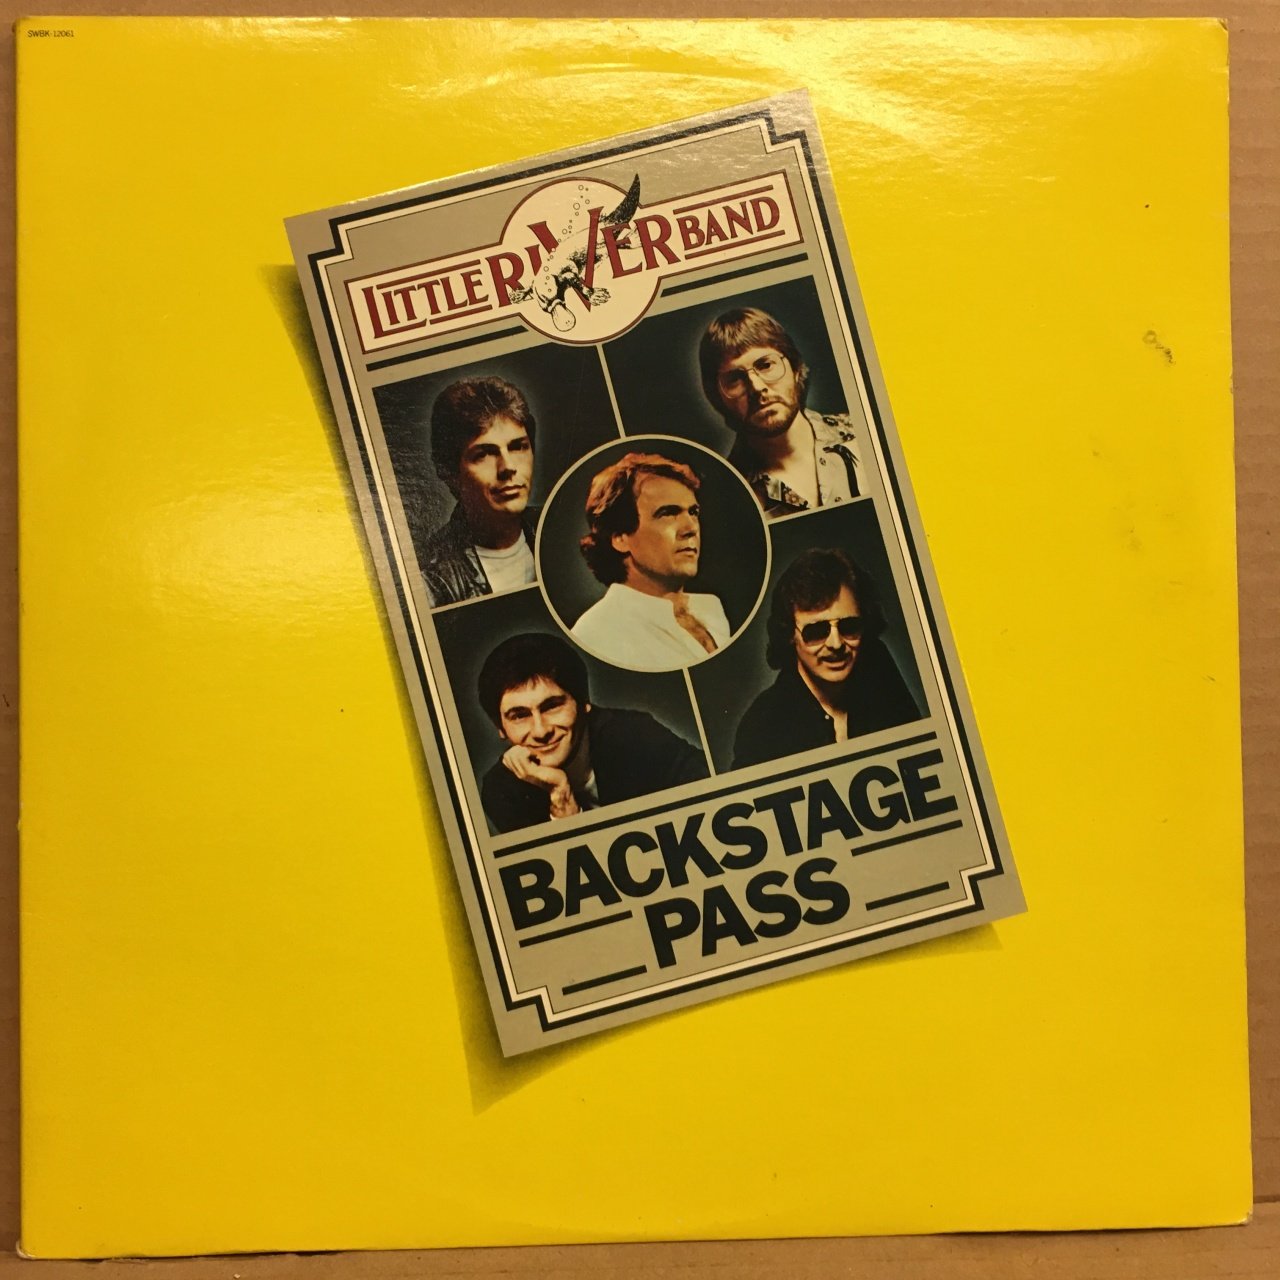 SWBK-12061
LITTLE RIVER BAND
BACKSTAGE
PASS